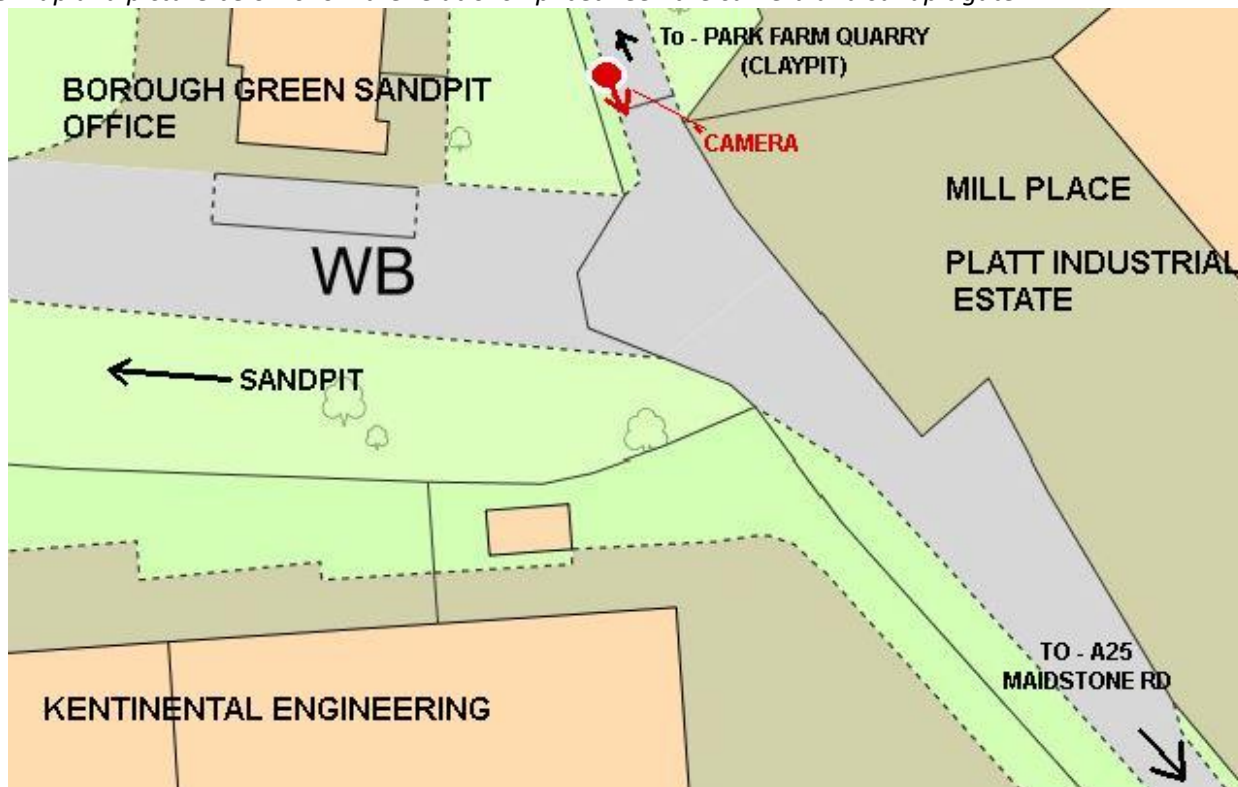 To - PARK FARM QUARRY
(CLAYPIT)
BOROUGH GREEN SANDPIT
OFFICE
CAMERA
MILL PLACE
WB
PLATT INDUSTRIAL
ESTATE
SANDPIT
TO - A25
MAIDSTONE RD
KENTINENTAL ENGINEERING